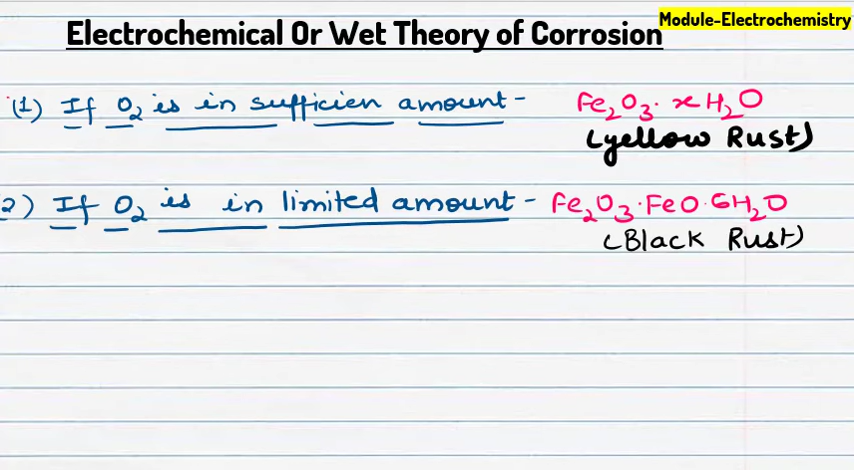 Module-Electrochemistry
Electrochemical Or Wet Theory of Corrosion
(1) If O₂ is in sufficien amount - Fe₂O₃· xH₂O
(yellow Rust)
2) If O₂ is in limited amount - Fe₂O₃·FeO·6H₂O
(Black Rust)